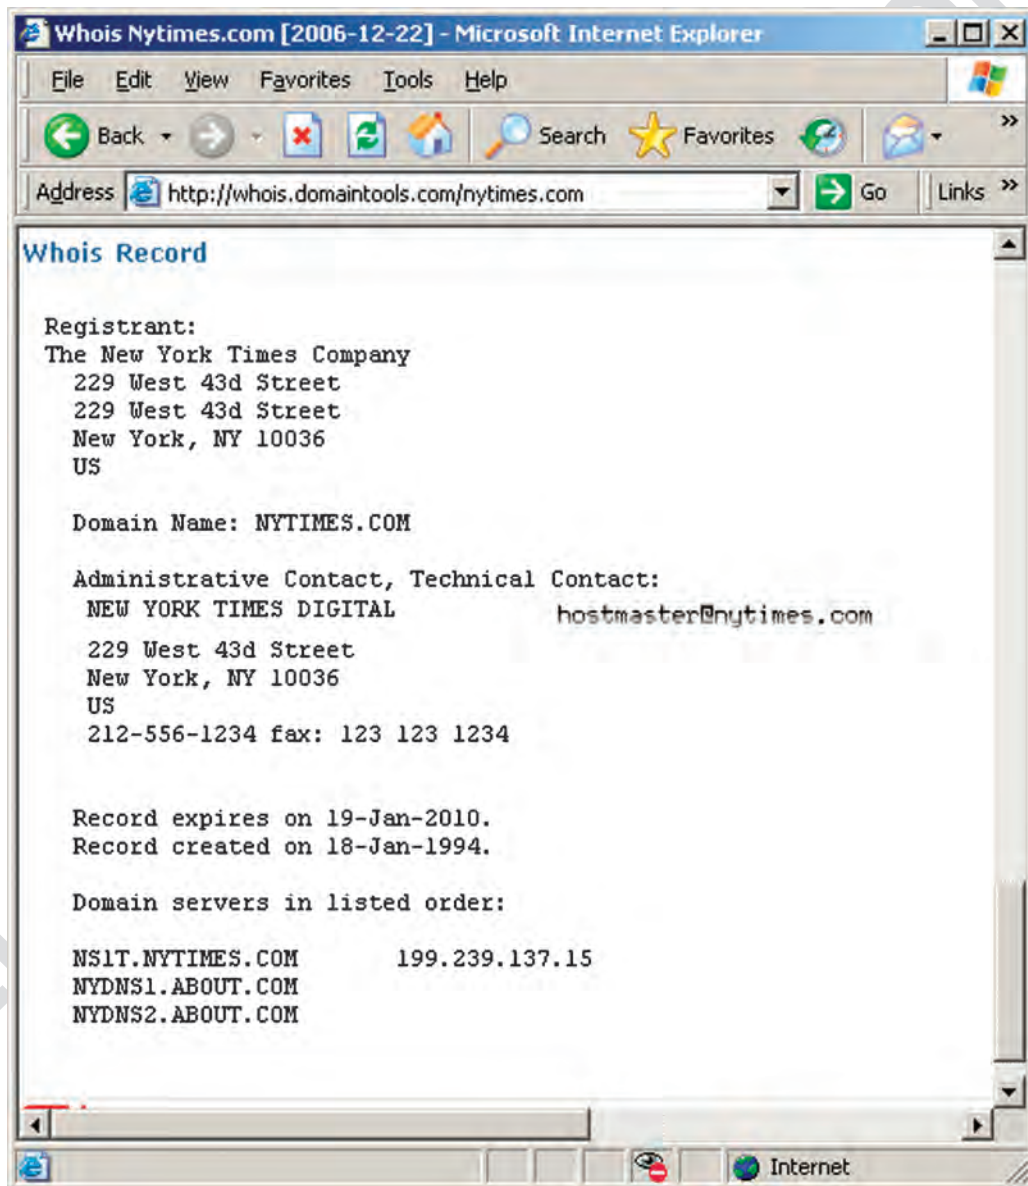 Whois Nytimes.com [2006-12-22] - Microsoft Internet Explorer
File Edit View Favorites Tools Help
Back Search Favorites »
Address http://whois.domaintools.com/nytimes.com Go Links »
Whois Record
Registrant:
The New York Times Company
229 West 43d Street
229 West 43d Street
New York, NY 10036
US
Domain Name: NYTIMES.COM
Administrative Contact, Technical Contact:
NEW YORK TIMES DIGITAL hostmaster@nytimes.com
229 West 43d Street
New York, NY 10036
US
212-556-1234 fax: 123 123 1234
Record expires on 19-Jan-2010.
Record created on 18-Jan-1994.
Domain servers in listed order:
NS1T.NYTIMES.COM 199.239.137.15
NYDNS1.ABOUT.COM
NYDNS2.ABOUT.COM
Internet